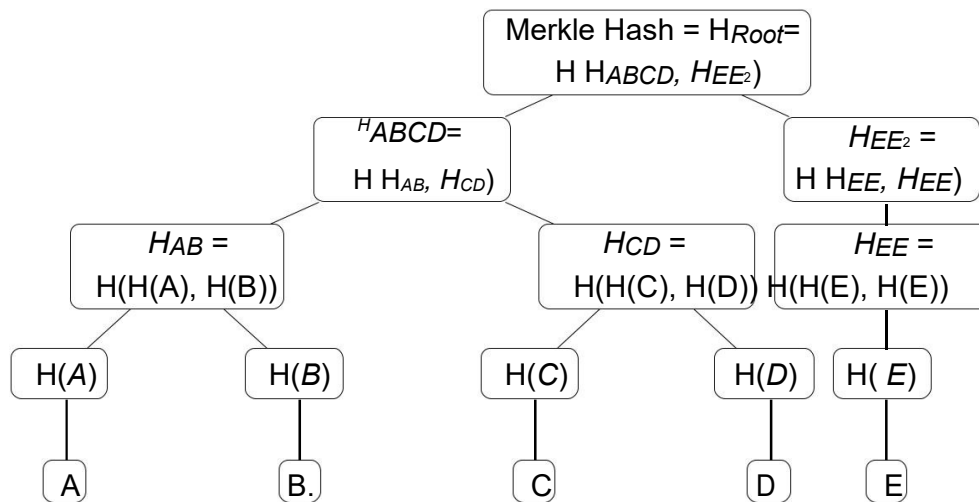 Merkle Hash = HRoot=
H HABCD, HEE2)
HABCD=
H HAB, HCD)
HEE2 =
H HEE, HEE)
HAB =
H(H(A), H(B))
HCD =
H(H(C), H(D))
HEE =
H(H(E), H(E))
H(A)
H(B)
H(C)
H(D)
H( E)
A
B.
C
D
E